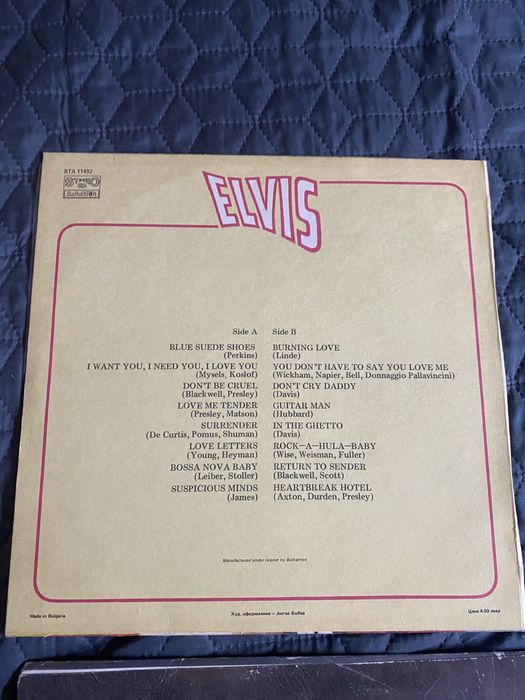 BTA 11492
STEREO
Балкантон
ELVIS
Side A
BLUE SUEDE SHOES
(Perkins)
I WANT YOU, I NEED YOU, I LOVE YOU
(Mysels, Koslof)
DON'T BE CRUEL
(Blackwell, Presley)
LOVE ME TENDER
(Presley, Matson)
SURRENDER
(De Curtis, Pomus, Shuman)
LOVE LETTERS
(Young, Heyman)
BOSSA NOVA BABY
(Leiber, Stoller)
SUSPICIOUS MINDS
(James)
Side B
BURNING LOVE
(Linde)
YOU DON'T HAVE TO SAY YOU LOVE ME
(Wickham, Napier, Bell, Donnaggio Pallavincini)
DON'T CRY DADDY
(Davis)
GUITAR MAN
(Hubbard)
IN THE GHETTO
(Davis)
ROCK—A—HULA—BABY
(Wise, Weisman, Fuller)
RETURN TO SENDER
(Blackwell, Scott)
HEARTBREAK HOTEL
(Axton, Durden, Presley)
Manufactured under license by Balkanton
Made in Bulgaria
Худ. оформление – Ангел Бобев
Цена 4.00 лева